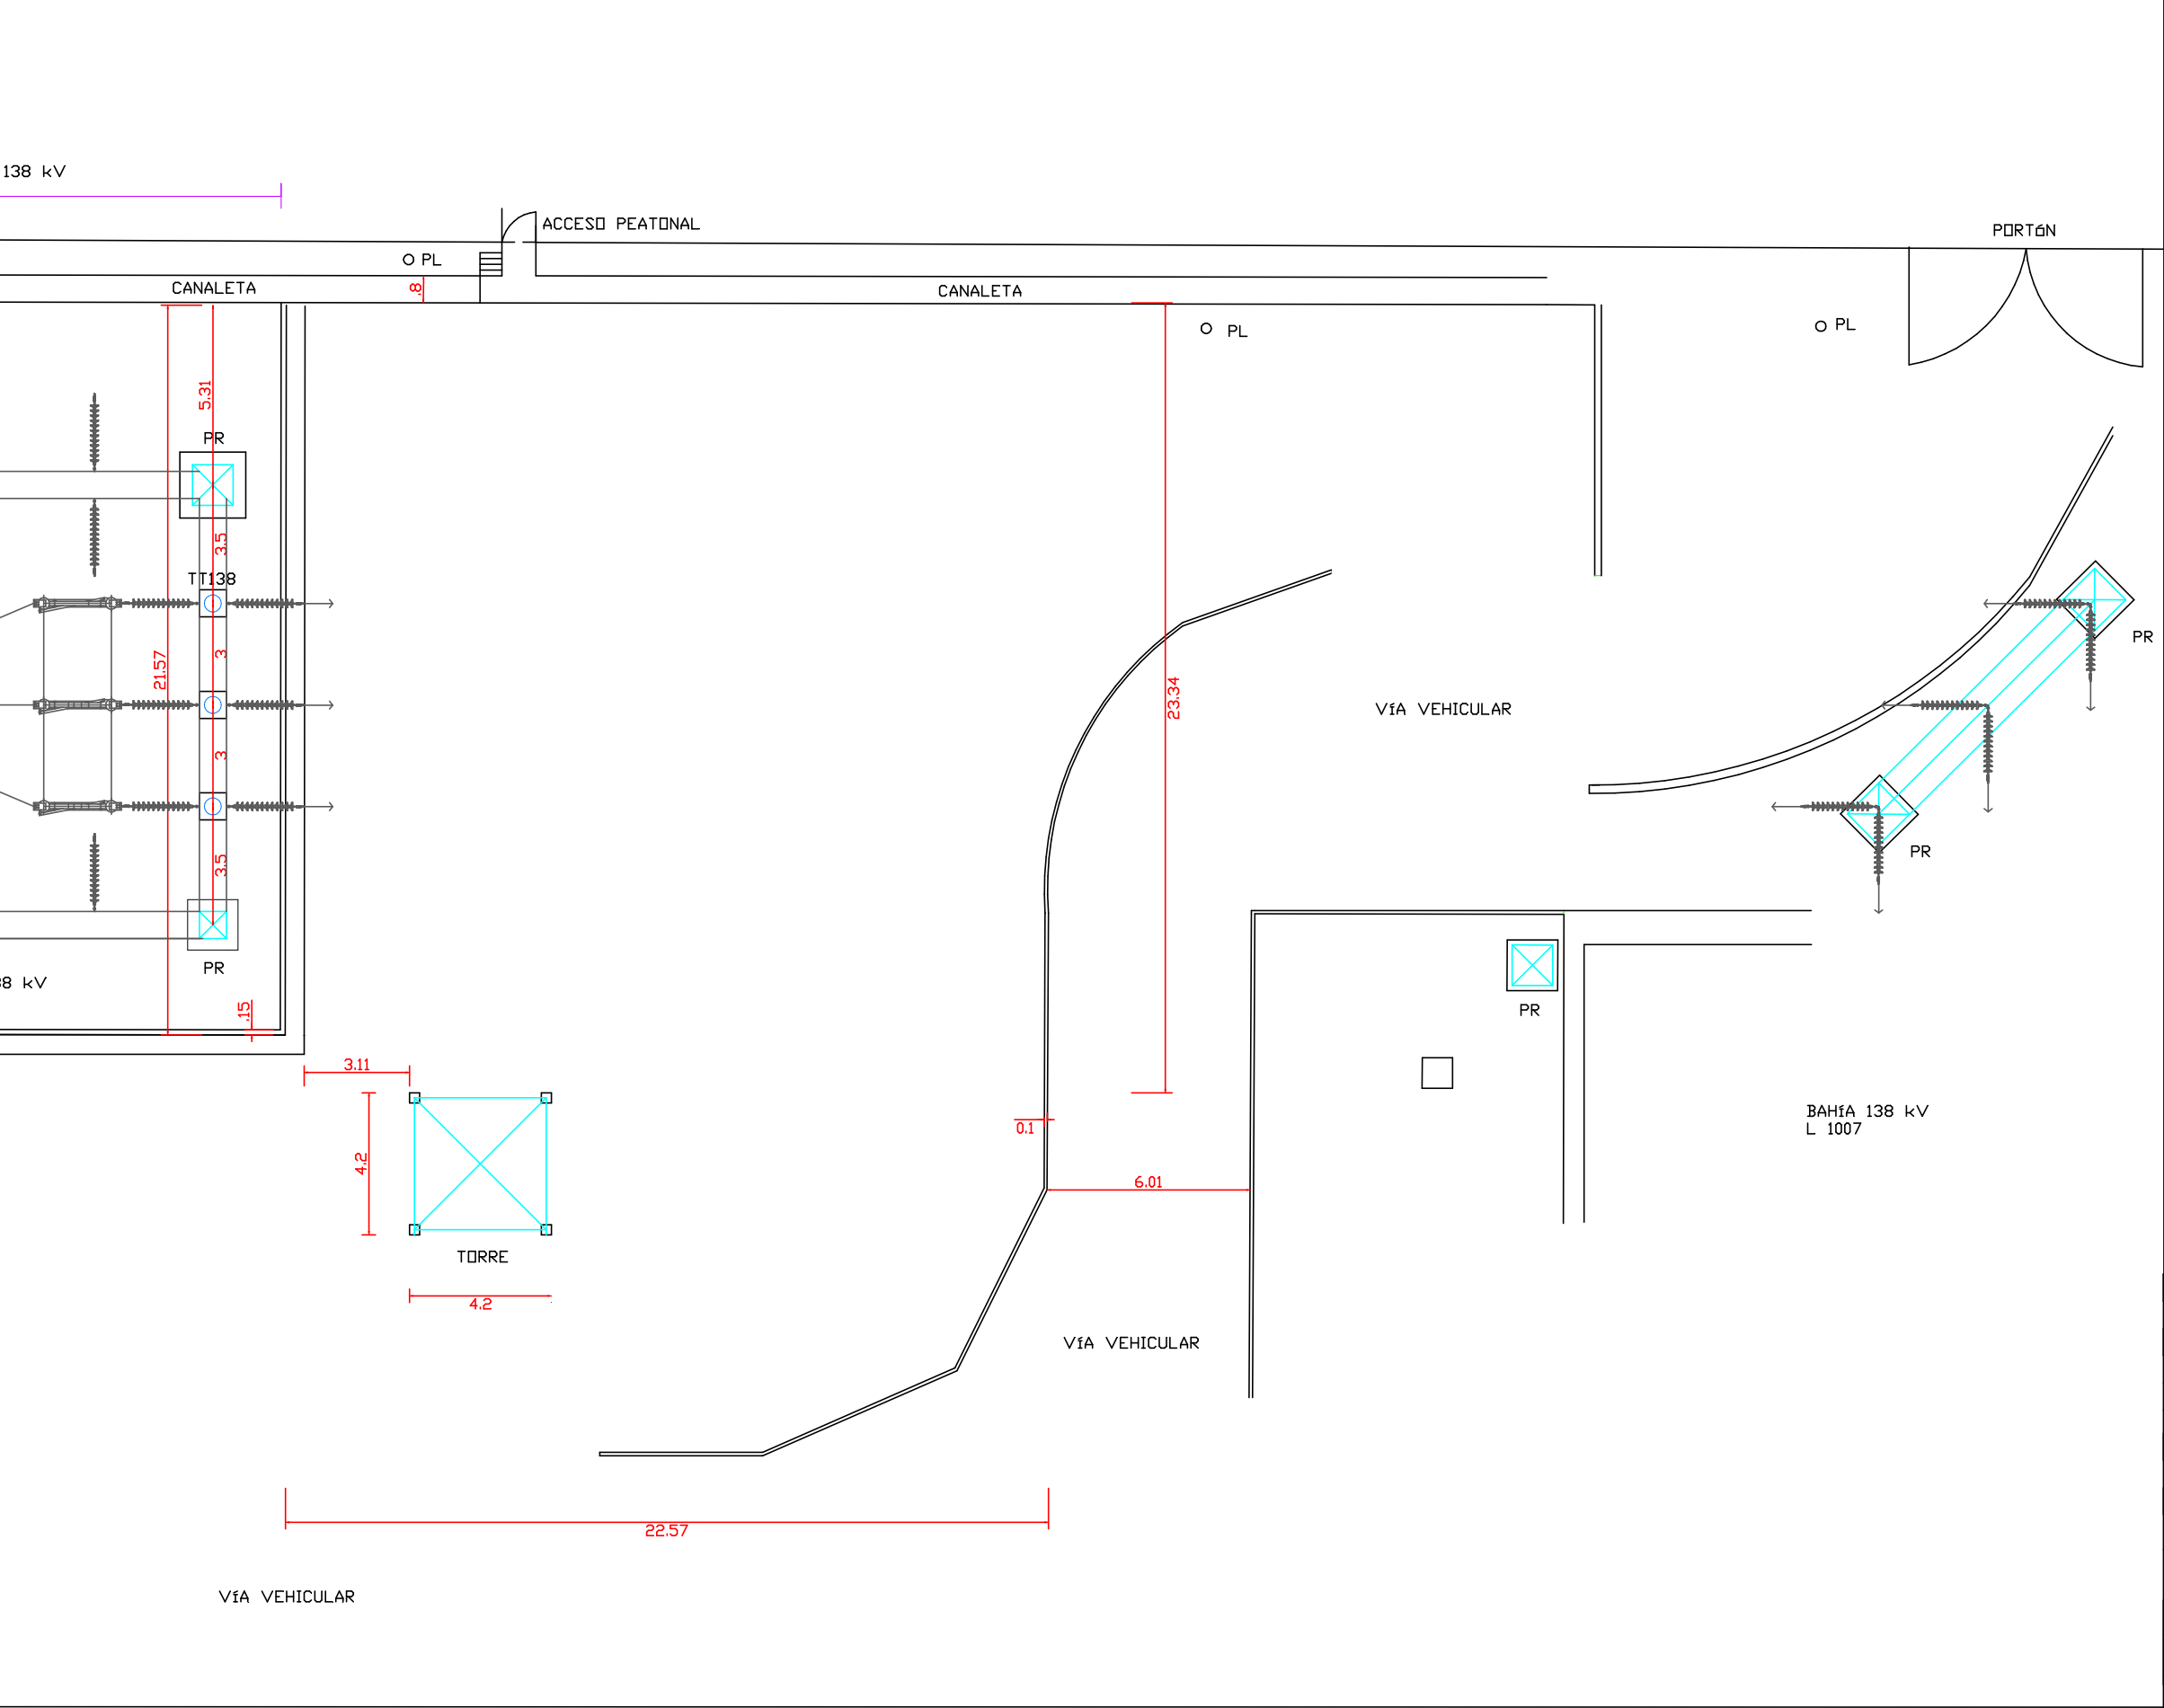 138 kV
ACCESO PEATONAL
PORTÓN
PL
CANALETA
.8
CANALETA
PL
PL
5.31
PR
3.5
TT138
3
21.57
3
3.5
PR
8 kV
.15
23.34
VíA VEHICULAR
PR
PR
PR
3.11
4.2
TORRE
4.2
0.1
6.01
BAHíA 138 kV
L 1007
VíA VEHICULAR
22.57
VíA VEHICULAR